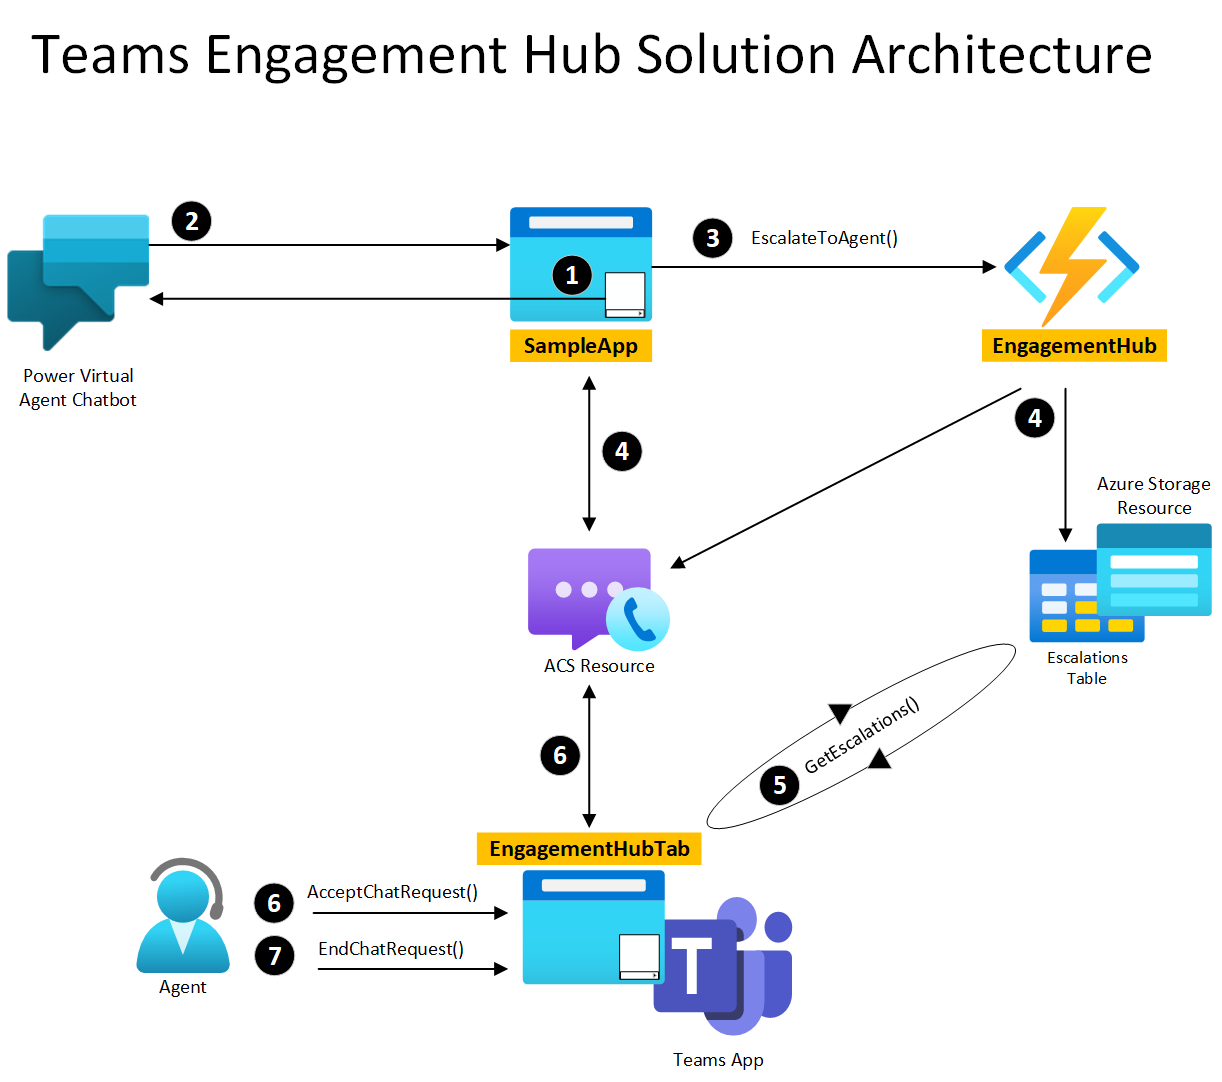 Teams Engagement Hub Solution Architecture
2
3
EscalateToAgent()
1
SampleApp
EngagementHub
Power Virtual
Agent Chatbot
4
4
Azure Storage
Resource
ACS Resource
Escalations
Table
GetEscalations()
5
6
EngagementHubTab
6
AcceptChatRequest()
7
EndChatRequest()
T
Agent
Teams App